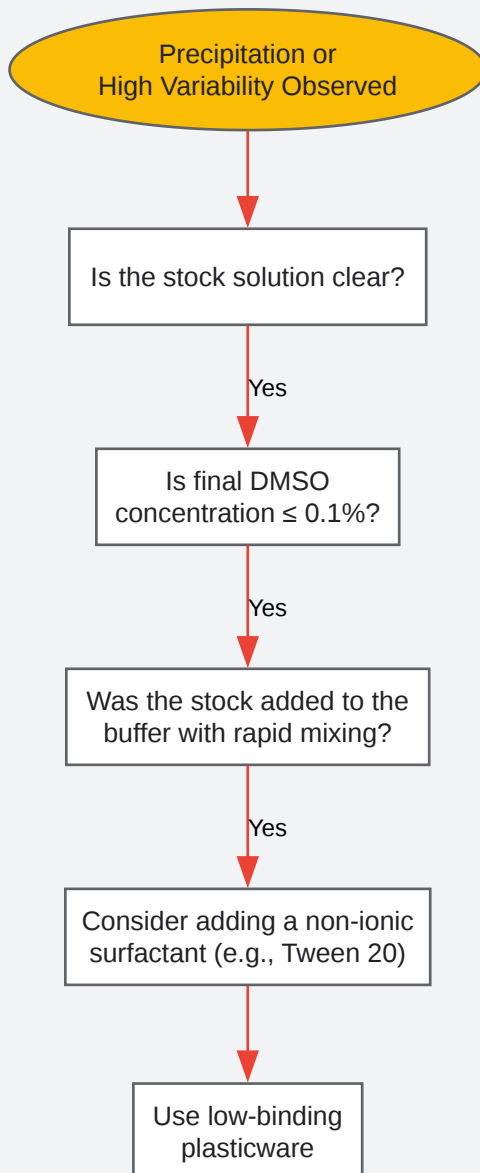 Precipitation or
High Variability Observed
Is the stock solution clear?
Yes
Is final DMSO
concentration ≤ 0.1%?
Yes
Was the stock added to the
buffer with rapid mixing?
Yes
Consider adding a non-ionic
surfactant (e.g., Tween 20)
Use low-binding
plasticware